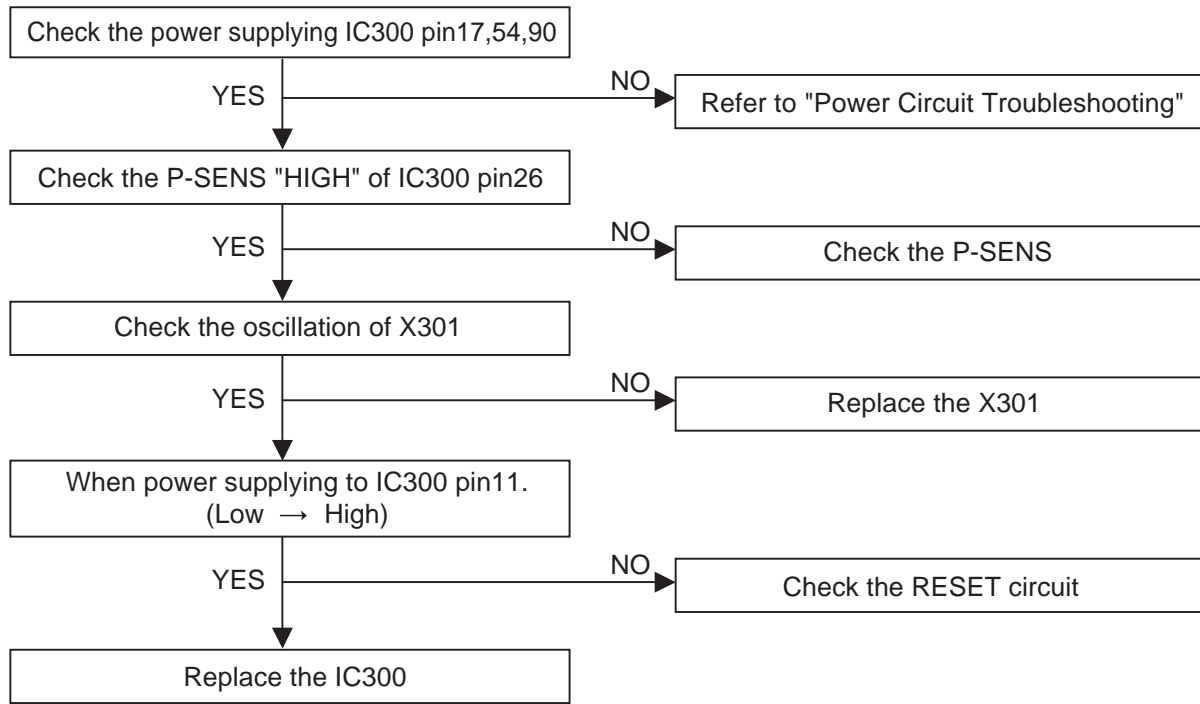 Check the power supplying IC300 pin17,54,90
YES
NO
Refer to "Power Circuit Troubleshooting"
Check the P-SENS "HIGH" of IC300 pin26
YES
NO
Check the P-SENS
Check the oscillation of X301
YES
NO
Replace the X301
When power supplying to IC300 pin11.
(Low → High)
YES
NO
Check the RESET circuit
Replace the IC300